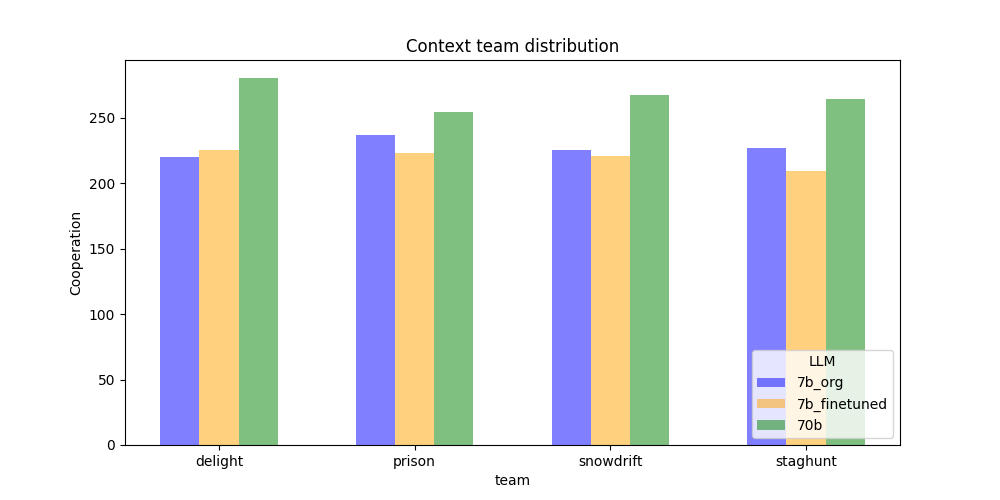 Context team distribution
Cooperation
250
200
150
100
50
0
delight prison snowdrift staghunt
team
LLM
7b_org
7b_finetuned
70b